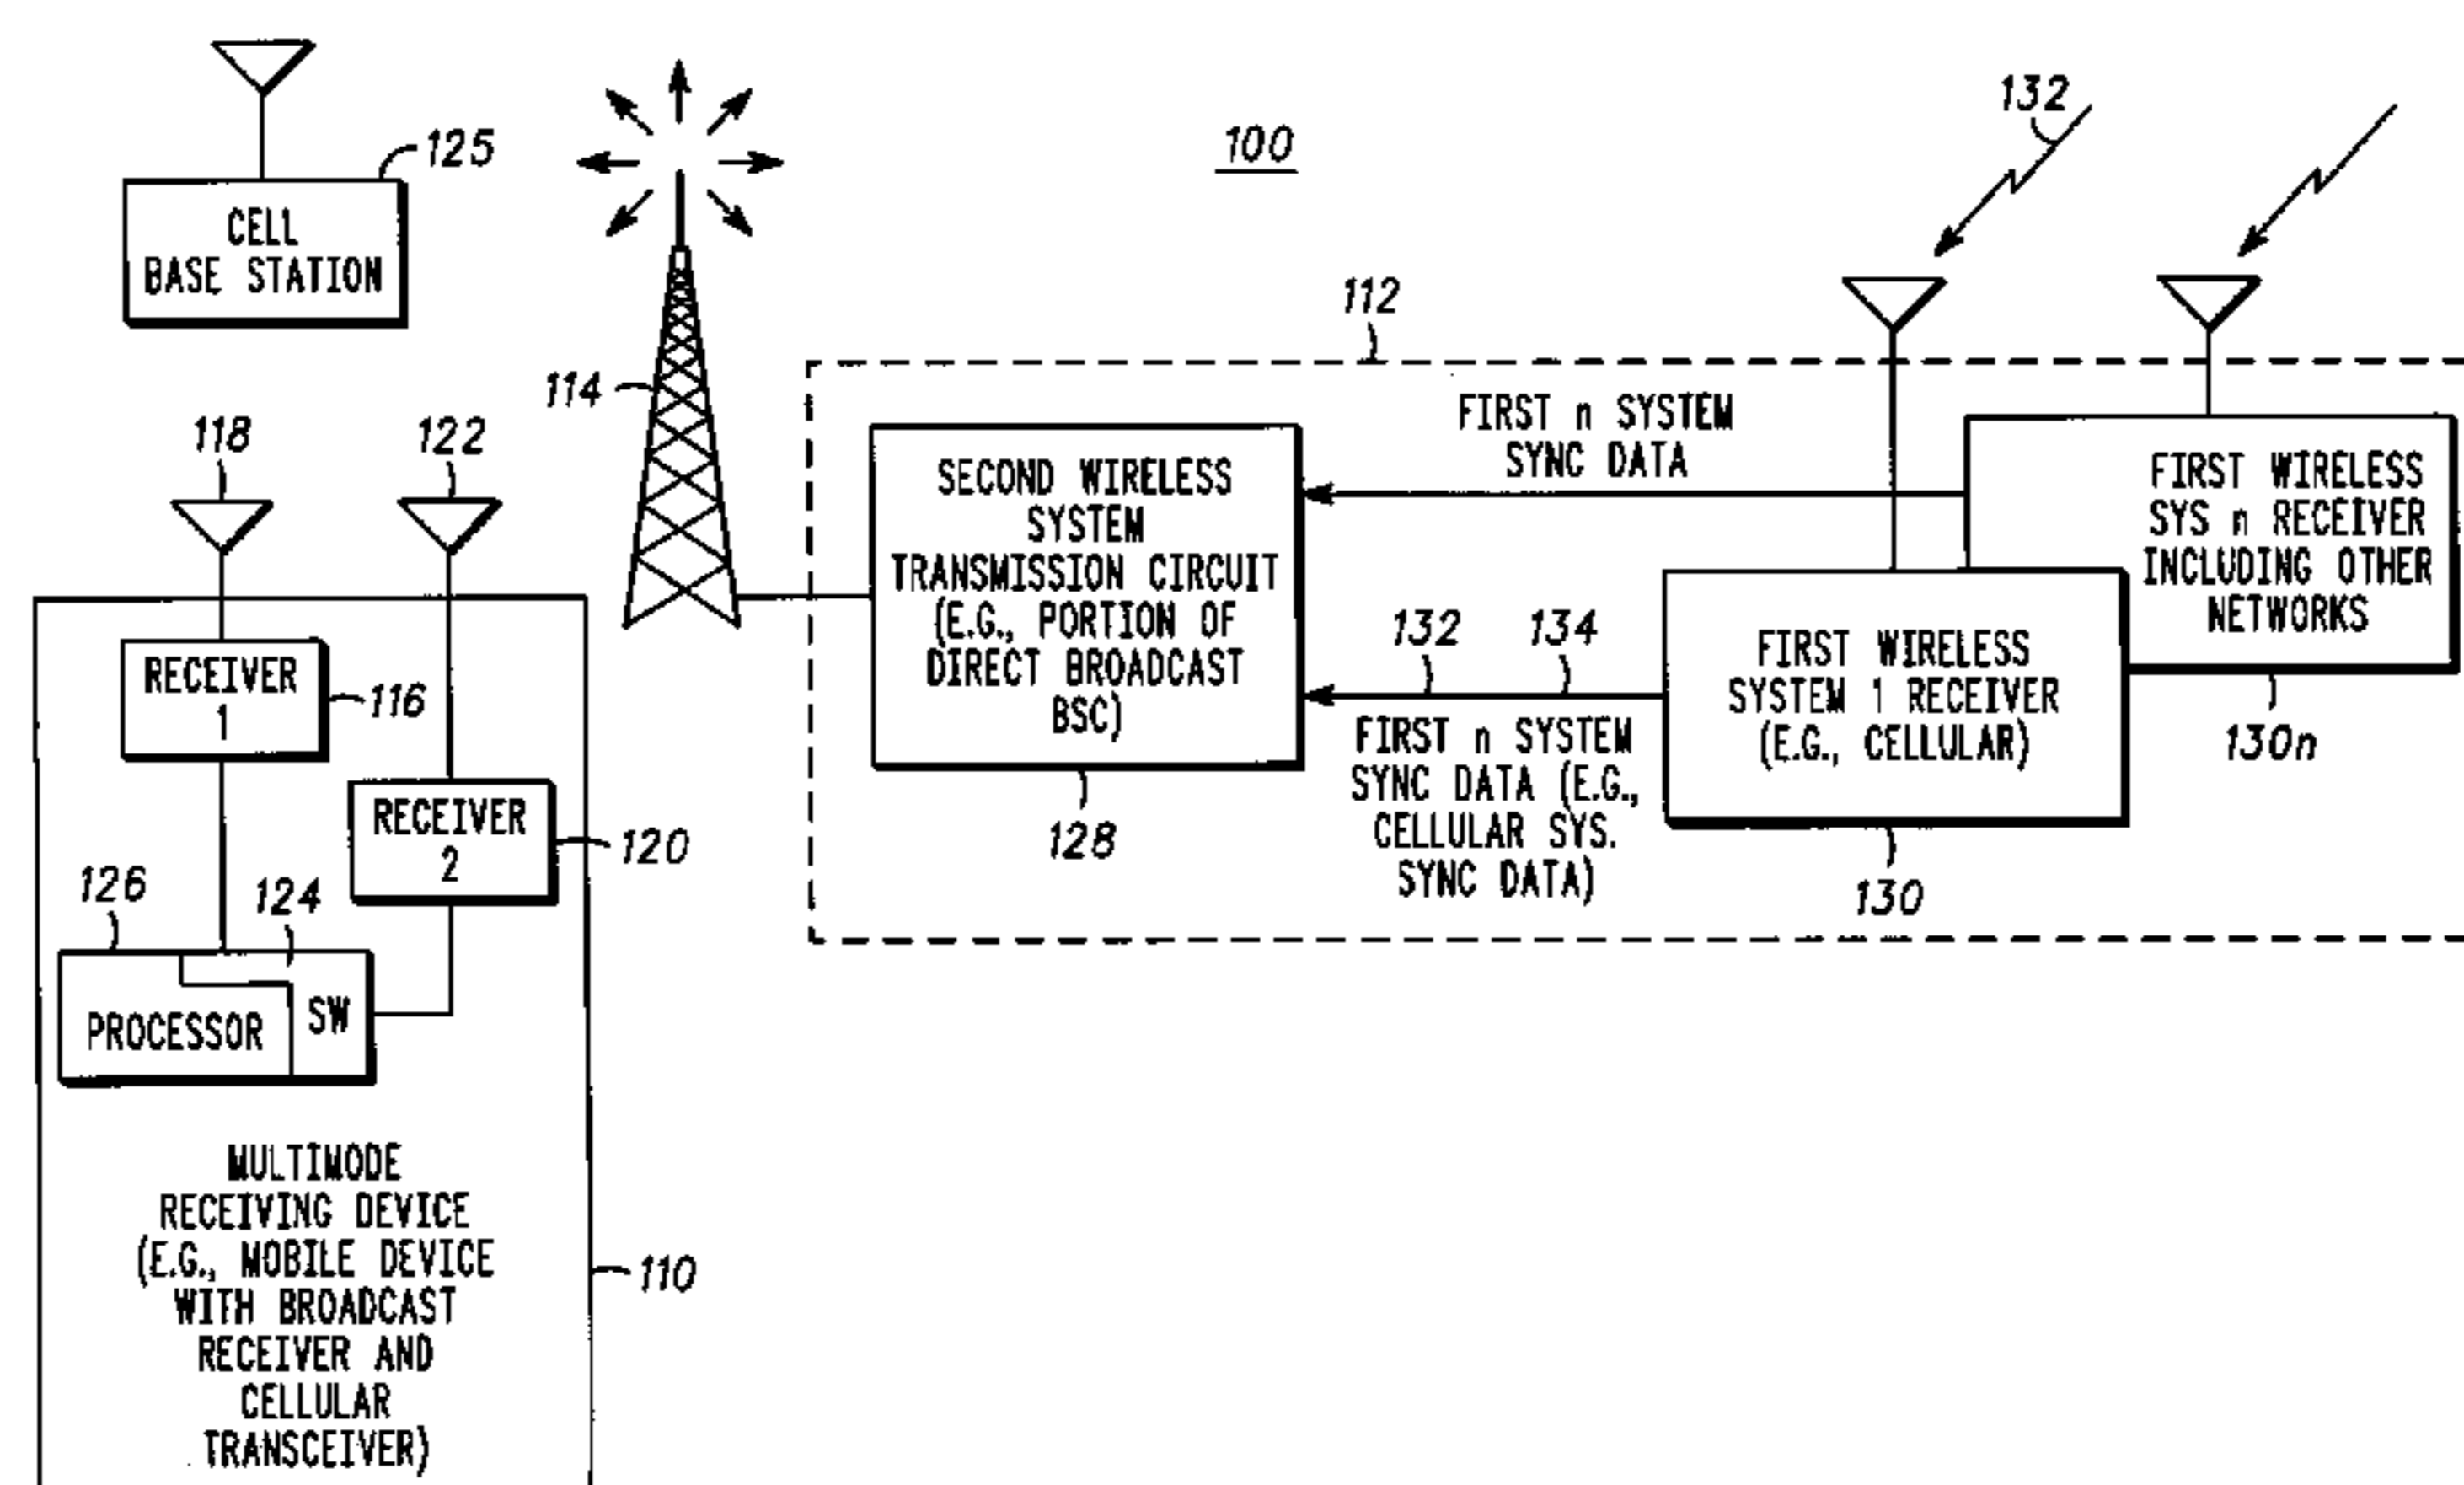 125
CELL
BASE STATION
100
132
112
114
118
122
FIRST n SYSTEM
SYNC DATA
SECOND WIRELESS
SYSTEM
TRANSMISSION CIRCUIT
(E.G., PORTION OF
DIRECT BROADCAST
BSC)
128
FIRST WIRELESS
SYS n RECEIVER
INCLUDING OTHER
NETWORKS
130n
132
134
FIRST n SYSTEM
SYNC DATA (E.G.,
CELLULAR SYS.
SYNC DATA)
FIRST WIRELESS
SYSTEM 1 RECEIVER
(E.G., CELLULAR)
130
RECEIVER
1
116
RECEIVER
2
120
126
124
PROCESSOR
SW
MULTIMODE
RECEIVING DEVICE
(E.G., MOBILE DEVICE
WITH BROADCAST
RECEIVER AND
CELLULAR
TRANSCEIVER)
110